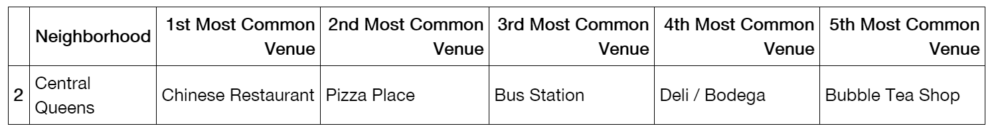 Neighborhood 1st Most Common Venue 2nd Most Common Venue 3rd Most Common Venue 4th Most Common Venue 5th Most Common Venue
2 Central Queens Chinese Restaurant Pizza Place Bus Station Deli / Bodega Bubble Tea Shop